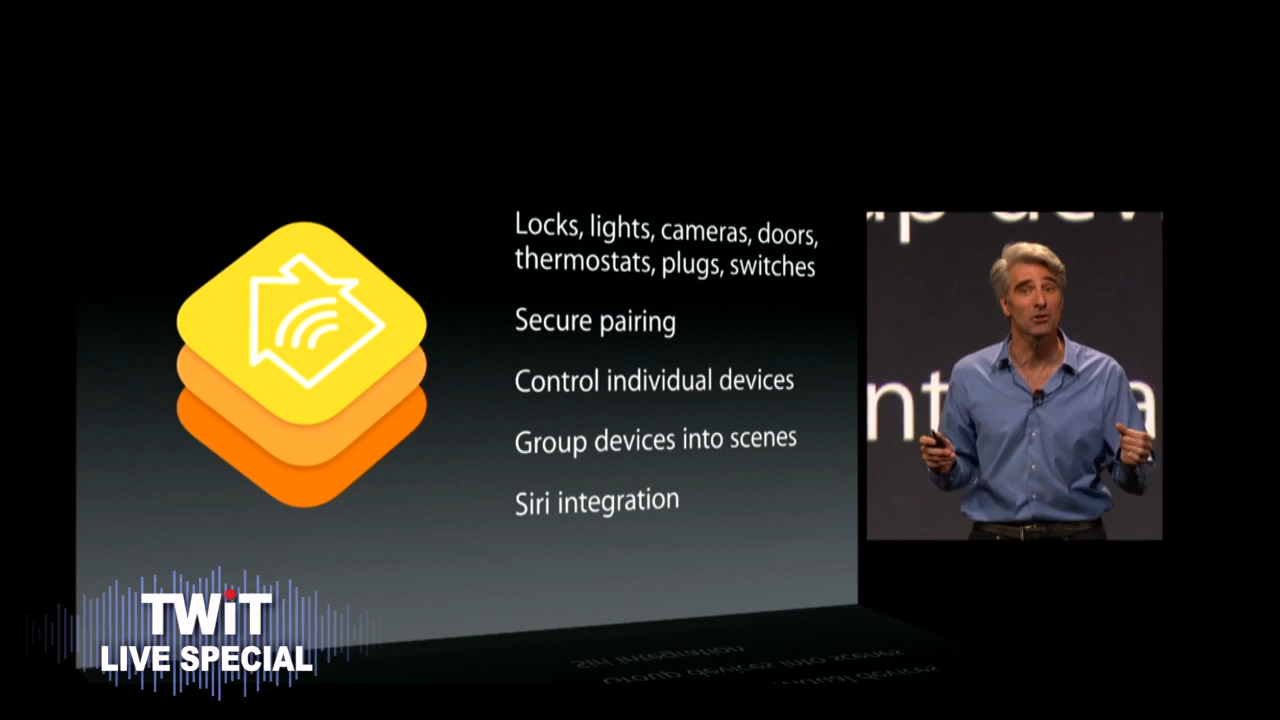 Locks, lights, cameras, doors,
thermostats, plugs, switches
Secure pairing
Control individual devices
Group devices into scenes
Siri integration
TWiT
LIVE SPECIAL